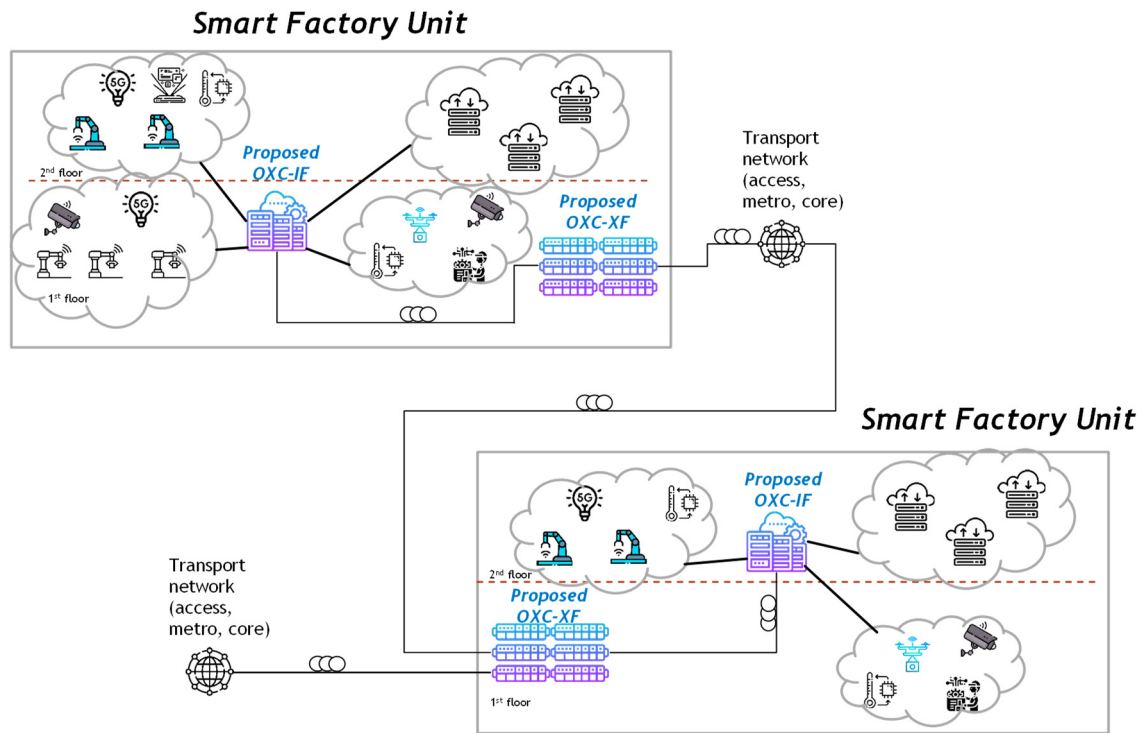 Smart Factory Unit
5G
2nd floor
Proposed
OXC-IF
5G
1st floor
Proposed
OXC-XF
Transport
network
(access,
metro, core)
Smart Factory Unit
5G
2nd floor
Proposed
OXC-IF
Proposed
OXC-XF
1st floor
Transport
network
(access,
metro, core)